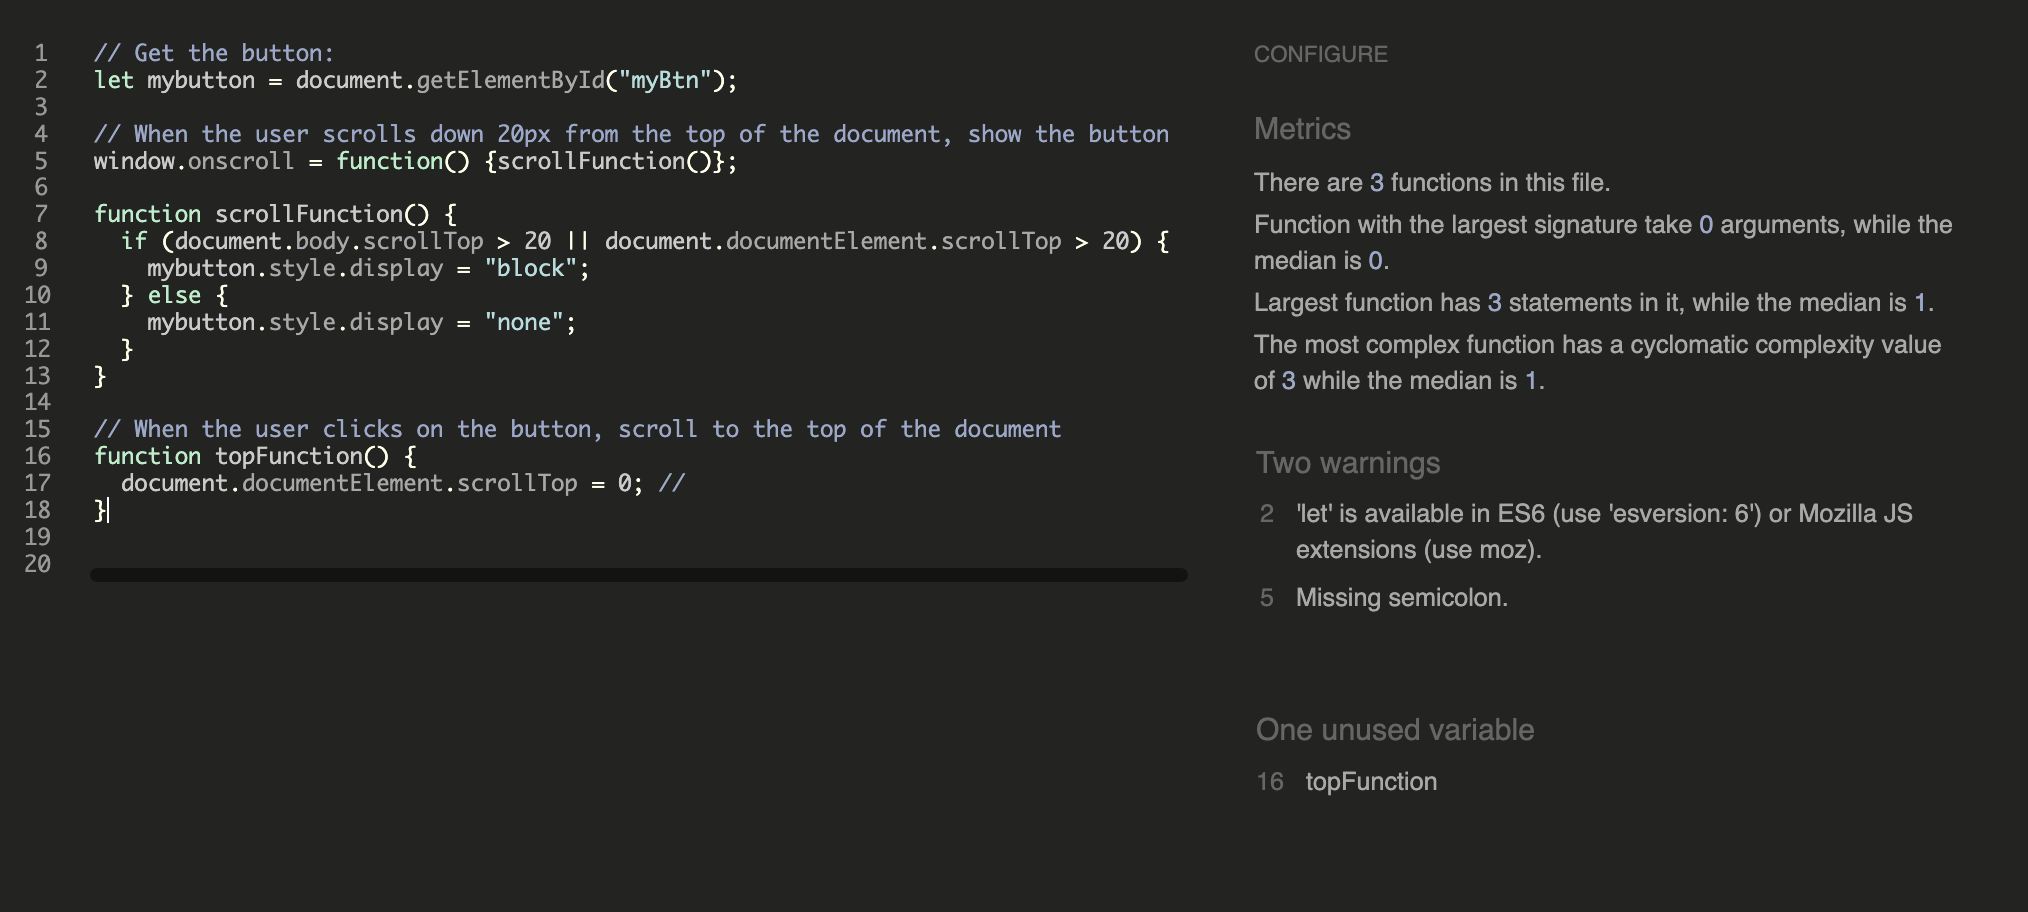 1 // Get the button:
2 let mybutton = document.getElementById("myBtn");
3
4 // When the user scrolls down 20px from the top of the document, show the button
5 window.onscroll = function() {scrollFunction()};
6
7 function scrollFunction() {
8   if (document.body.scrollTop > 20 || document.documentElement.scrollTop > 20) {
9     mybutton.style.display = "block";
10   } else {
11     mybutton.style.display = "none";
12   }
13 }
14
15 // When the user clicks on the button, scroll to the top of the document
16 function topFunction() {
17   document.documentElement.scrollTop = 0; //
18 }
19
20
CONFIGURE
Metrics
There are 3 functions in this file.
Function with the largest signature take 0 arguments, while the
median is 0.
Largest function has 3 statements in it, while the median is 1.
The most complex function has a cyclomatic complexity value
of 3 while the median is 1.
Two warnings
2 'let' is available in ES6 (use 'esversion: 6') or Mozilla JS
extensions (use moz).
5 Missing semicolon.
One unused variable
16 topFunction